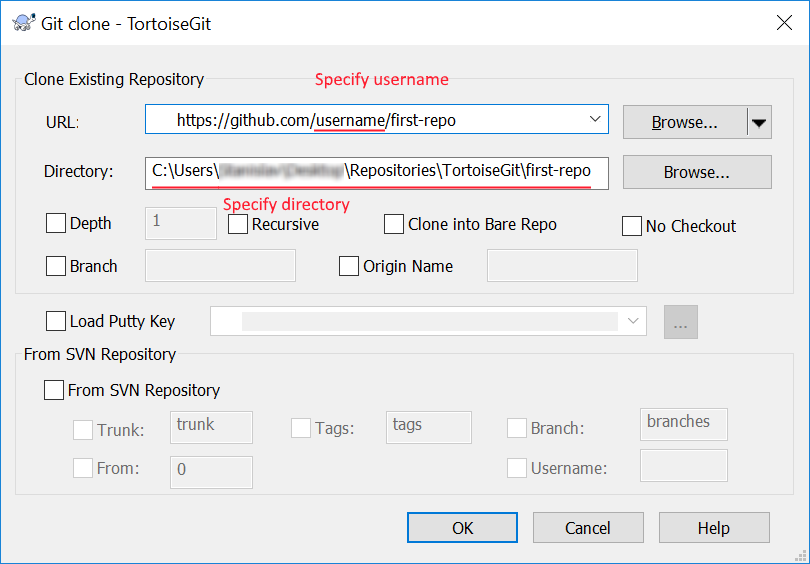 Git clone - TortoiseGit
Clone Existing Repository
Specify username
URL:
https://github.com/username/first-repo
Browse...
Directory:
C:\Users\ \Repositories\TortoiseGit\first-repo
Browse...
Specify directory
Depth
1
Recursive
Clone into Bare Repo
No Checkout
Branch
Origin Name
Load Putty Key
...
From SVN Repository
From SVN Repository
Trunk:
trunk
Tags:
tags
Branch:
branches
From:
0
Username:
OK
Cancel
Help